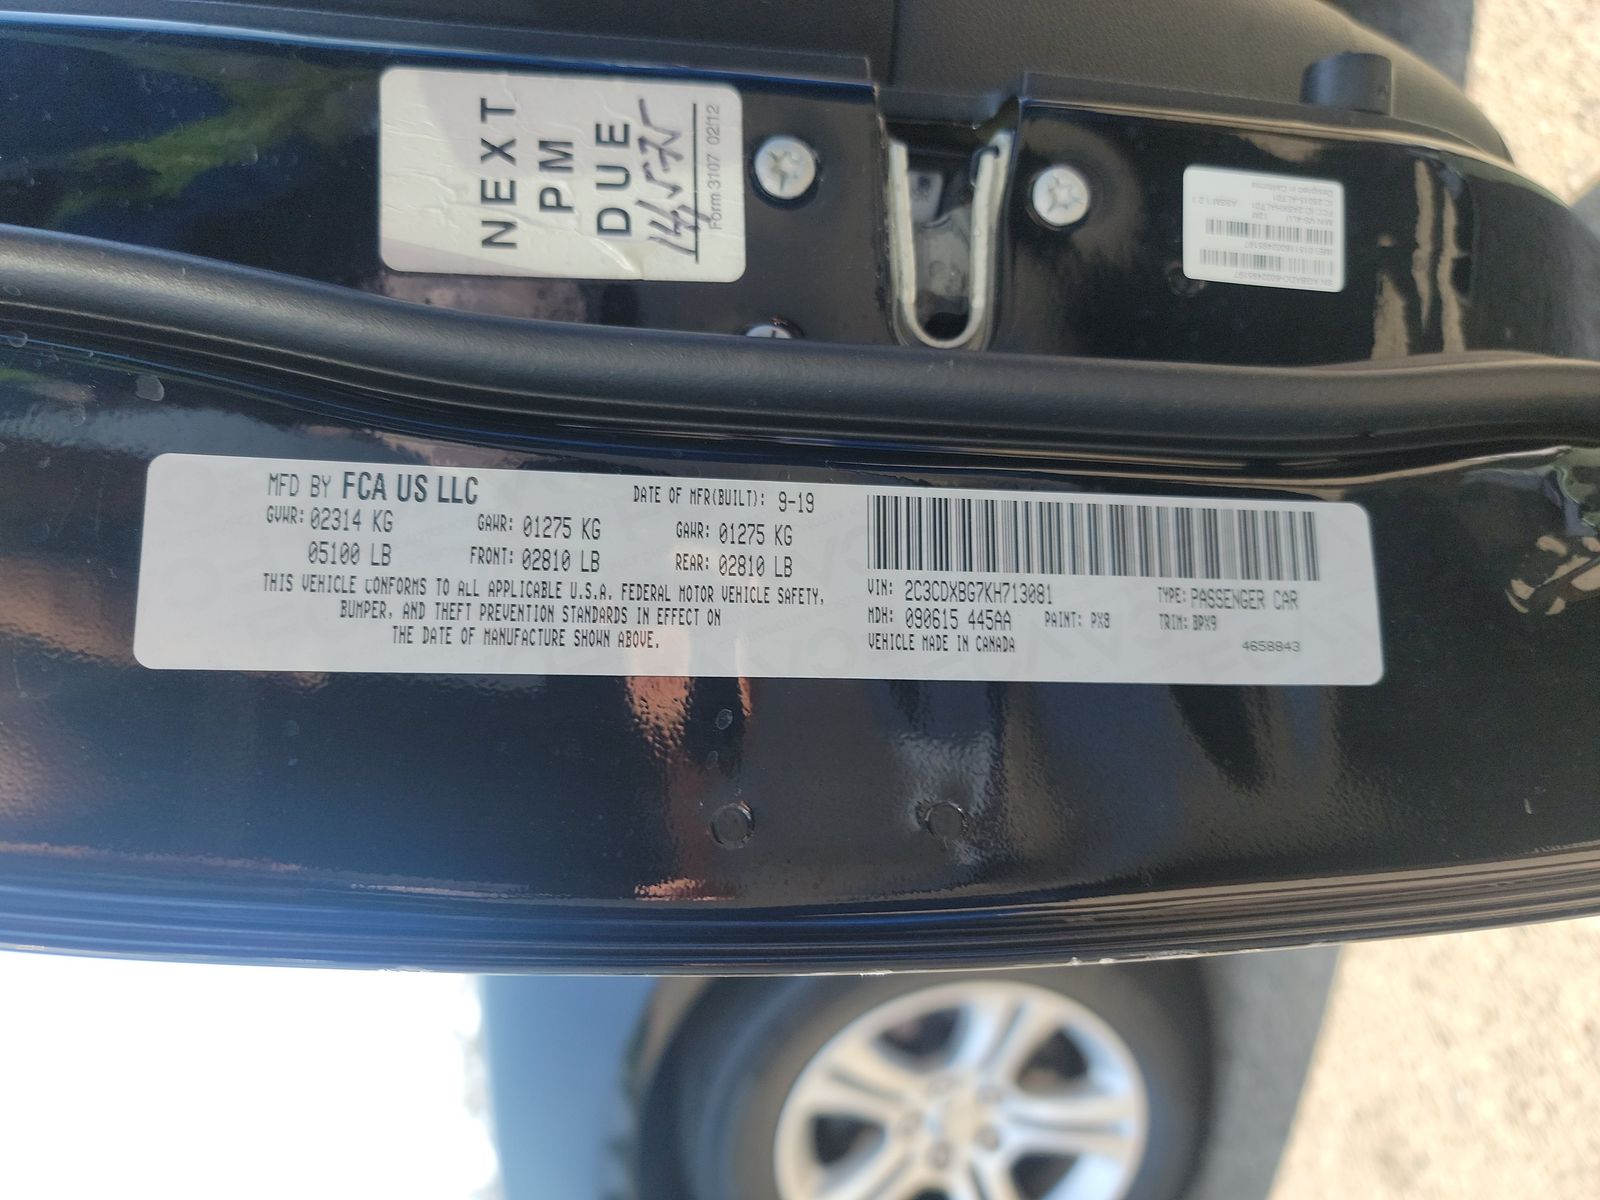 NEXT
PM
DUE
Form 3107 02/12
Designed in California
12M
MFD BY FCA US LLC
DATE OF MFR(BUILT): 9-19
GVWR: 02314 KG
GAWR: 01275 KG
GAWR: 01275 KG
05100 LB
FRONT: 02810 LB
REAR: 02810 LB
THIS VEHICLE CONFORMS TO ALL APPLICABLE U.S.A. FEDERAL MOTOR VEHICLE SAFETY,
BUMPER, AND THEFT PREVENTION STANDARDS IN EFFECT ON
THE DATE OF MANUFACTURE SHOWN ABOVE.
VIN: 2C3CDXBG7KH713081
TYPE: PASSENGER CAR
MDH: 090615 445AA
PAINT: PX8
TRIM: BPX9
VEHICLE MADE IN CANADA
4658843